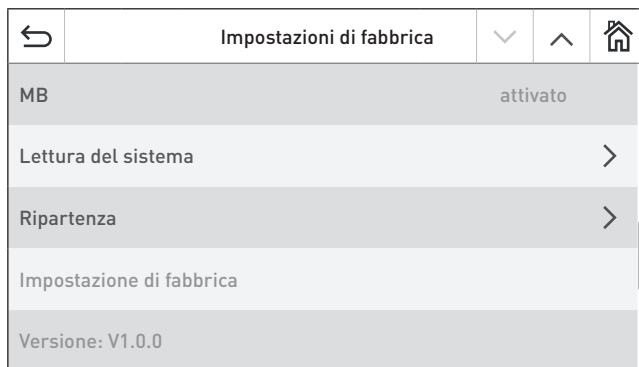 Impostazioni di fabbrica
MB attivato
Lettura del sistema
Ripartenza
Impostazione di fabbrica
Versione: V1.0.0